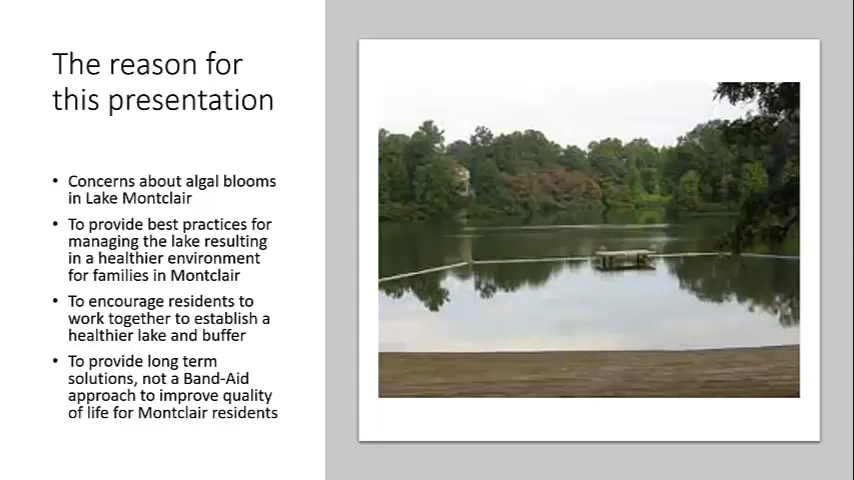 The reason for
this presentation
• Concerns about algal blooms
in Lake Montclair
• To provide best practices for
managing the lake resulting
in a healthier environment
for families in Montclair
• To encourage residents to
work together to establish a
healthier lake and buffer
• To provide long term
solutions, not a Band-Aid
approach to improve quality
of life for Montclair residents